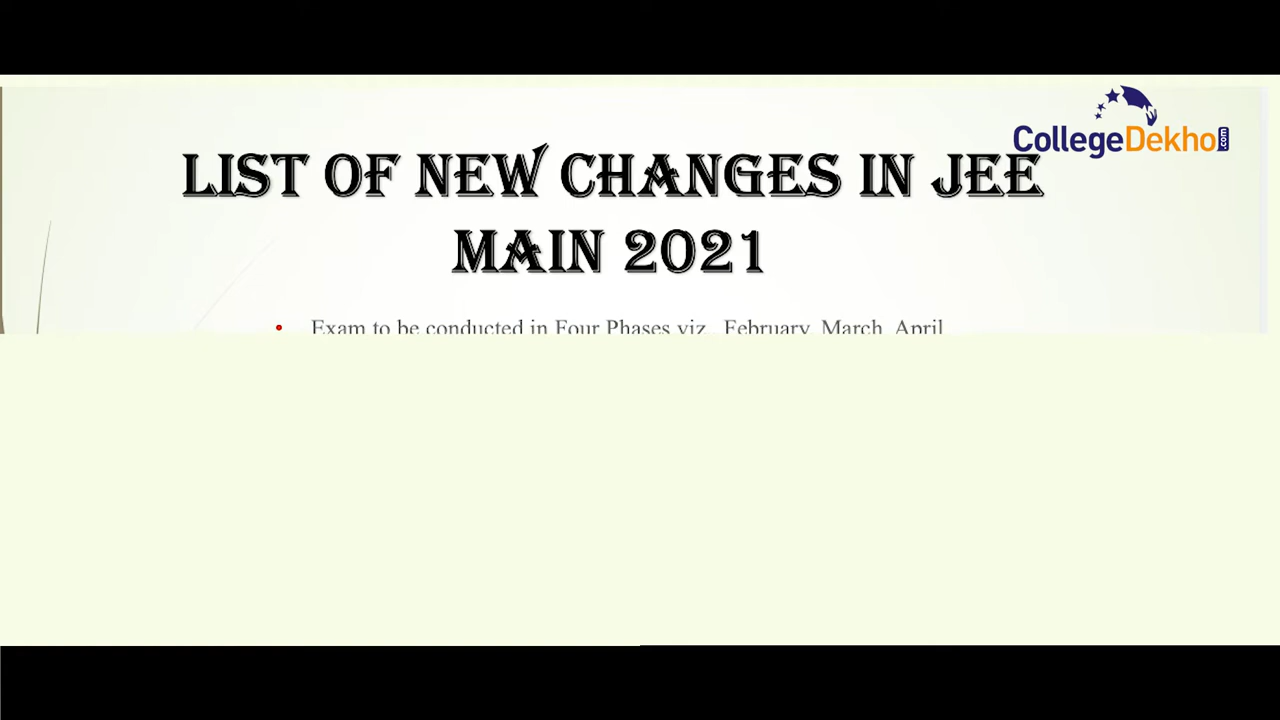 CollegeDekho.com
LIST OF NEW CHANGES IN JEE
MAIN 2021
• Exam to be conducted in Four Phases viz., February, March, April